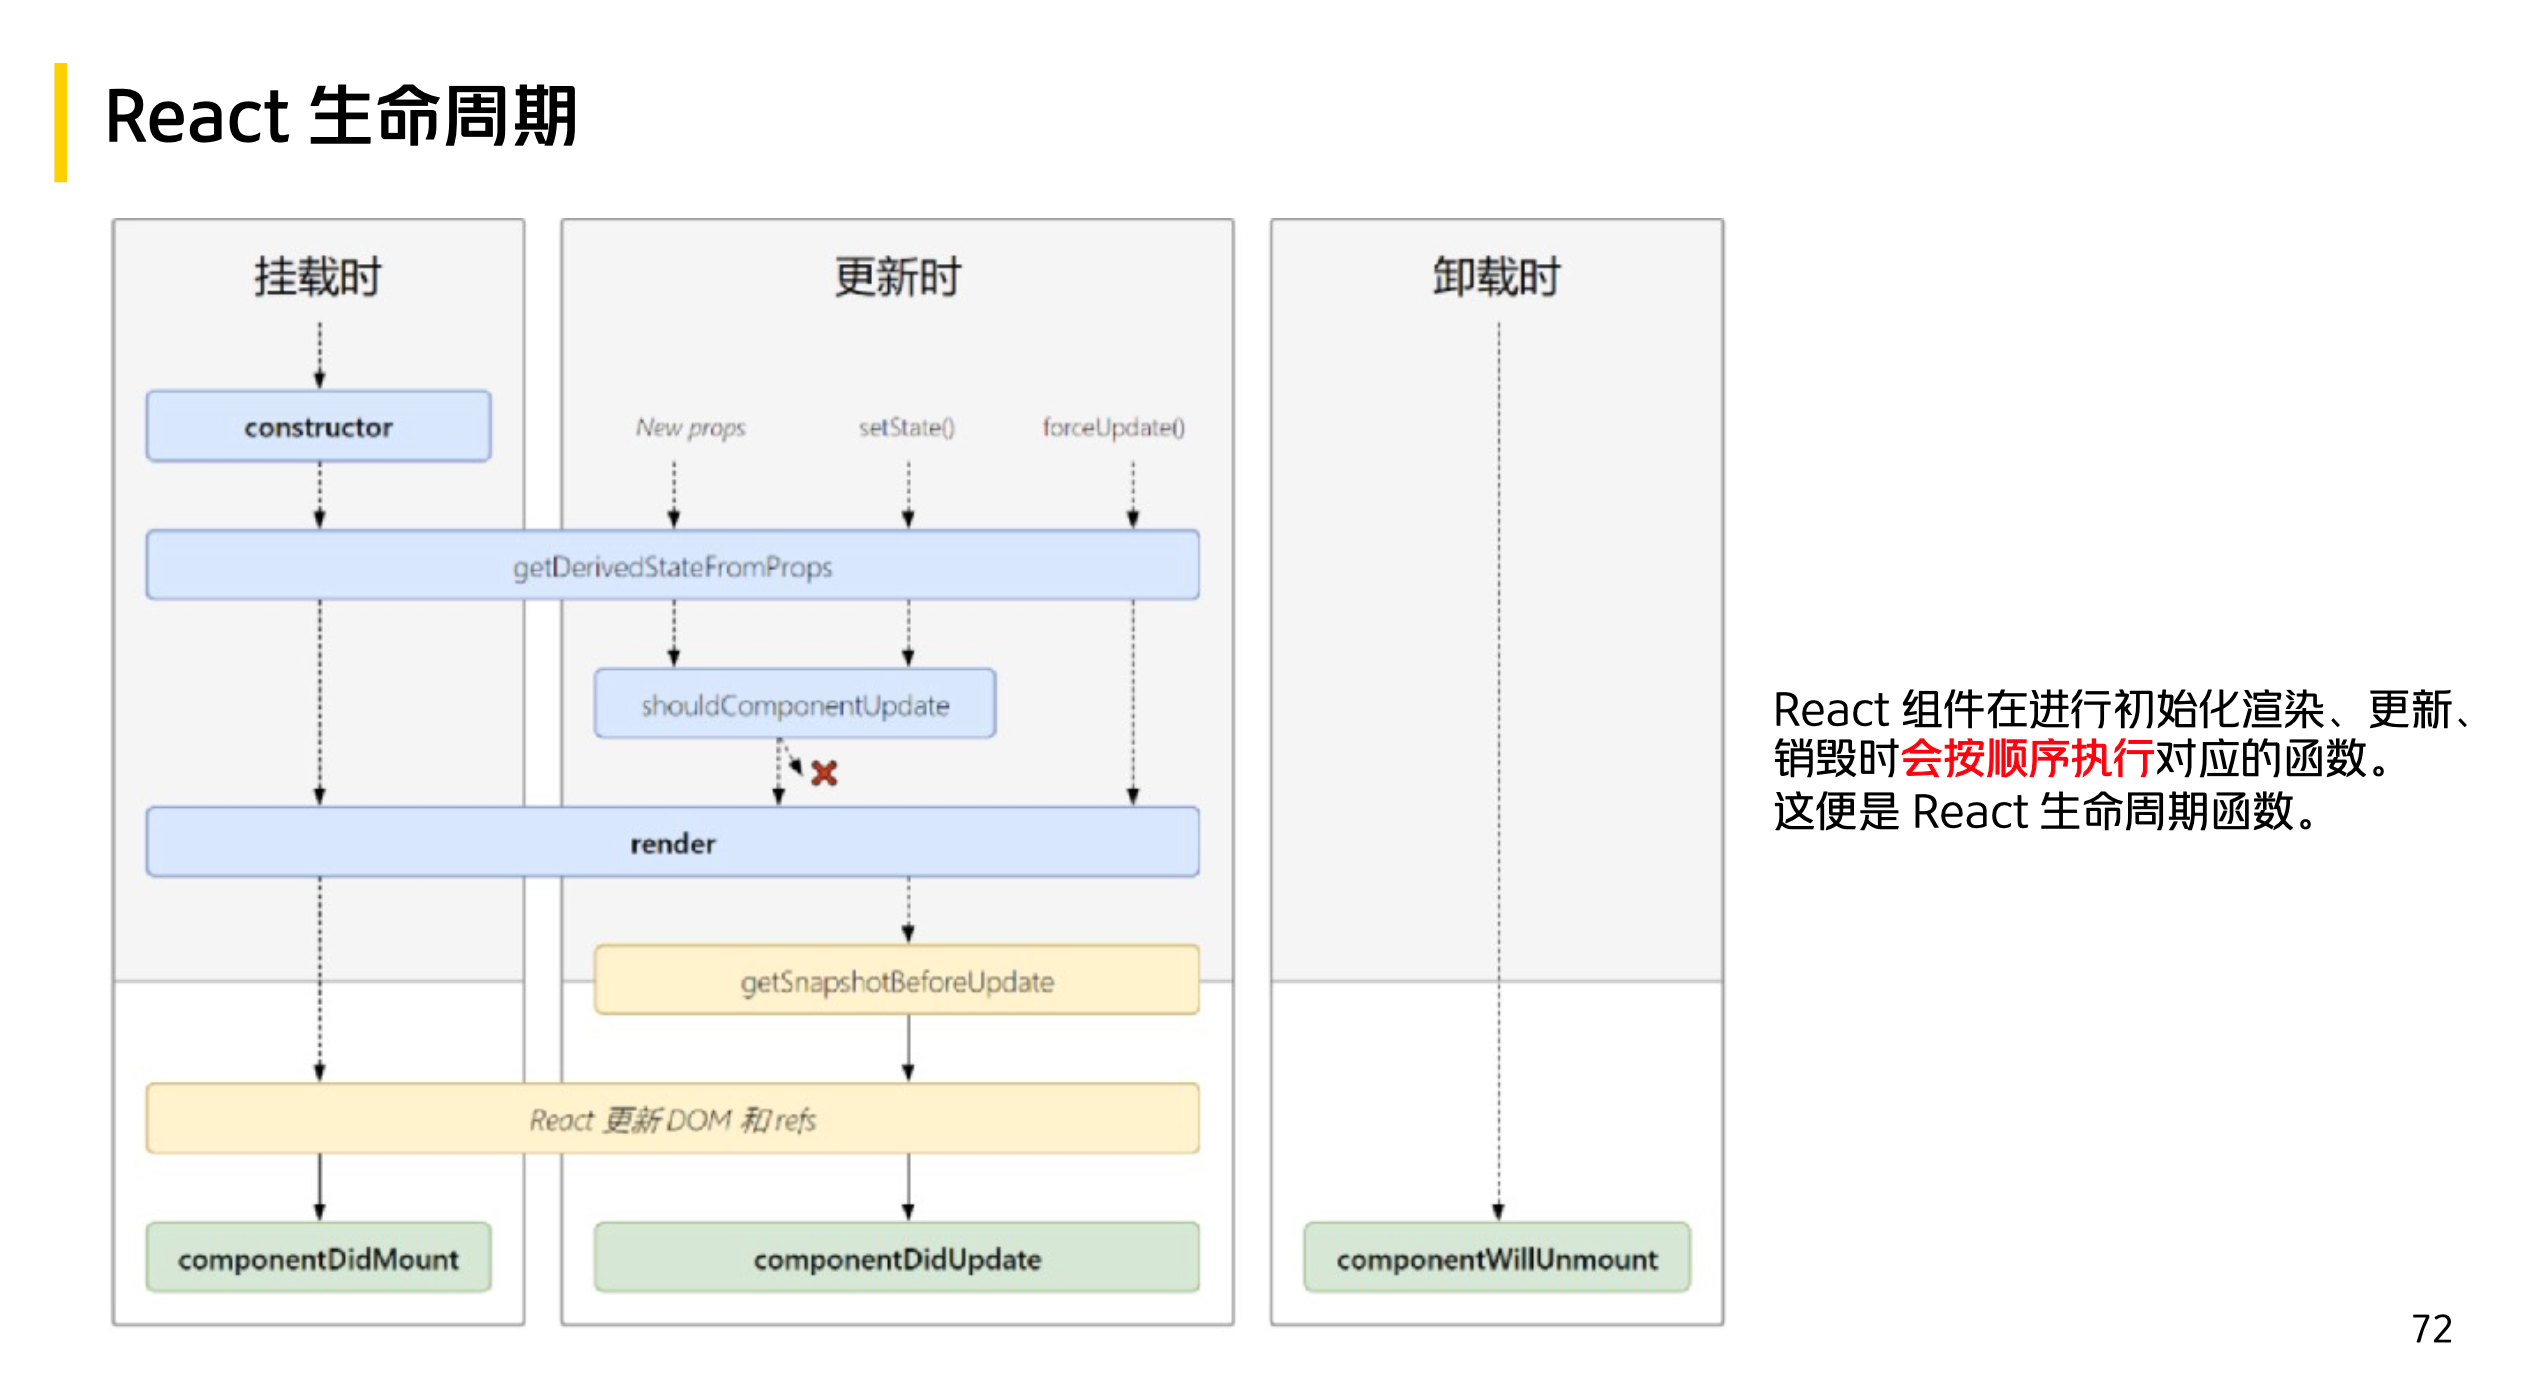 React 生命周期
挂载时
更新时
卸载时
constructor
New props
setState()
forceUpdate()
getDerivedStateFromProps
shouldComponentUpdate
render
getSnapshotBeforeUpdate
React 更新 DOM 和 refs
componentDidMount
componentDidUpdate
componentWillUnmount
React 组件在进行初始化渲染、更新、
销毁时会按顺序执行对应的函数。
这便是 React 生命周期函数。
72